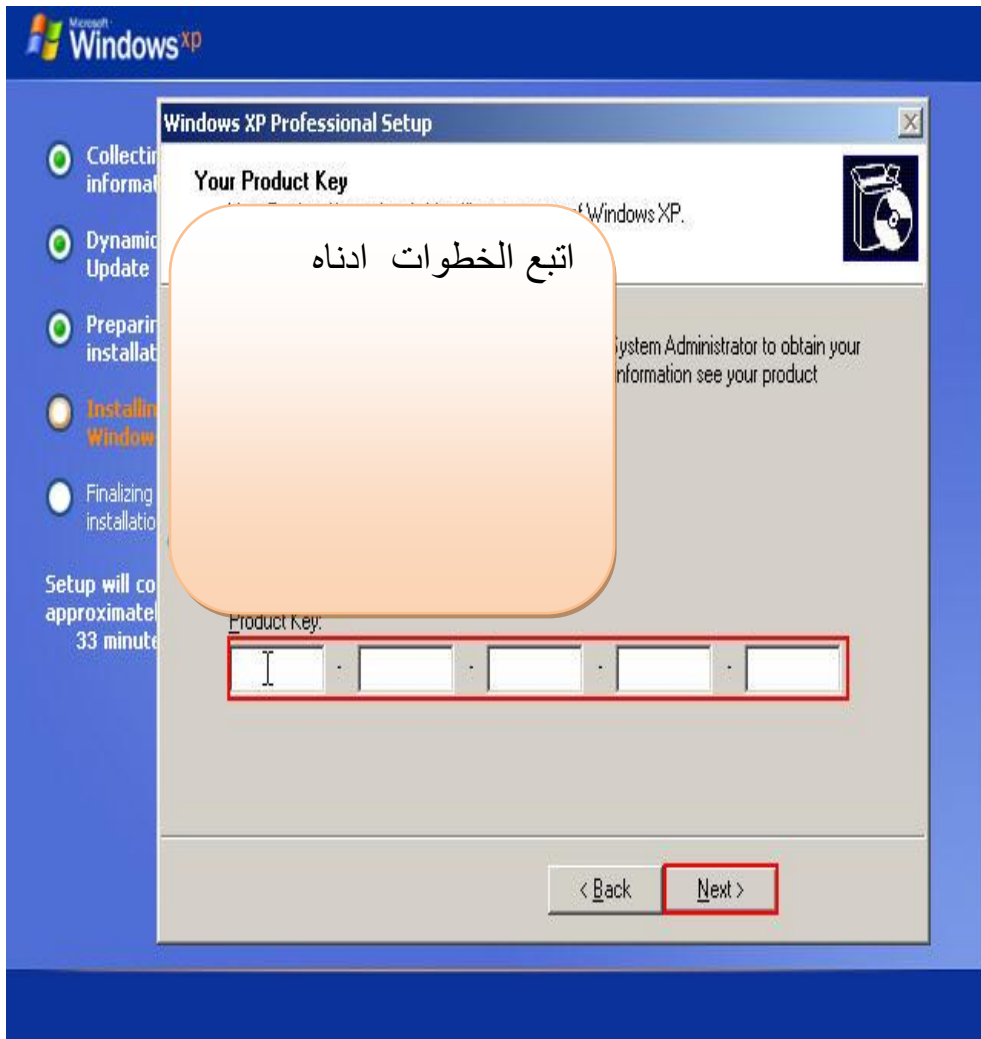 Microsoft
Windows xp
Windows XP Professional Setup
Your Product Key
of Windows XP.
اتبع الخطوات ادناه
System Administrator to obtain your
information see your product
Product Key:
- - - -
< Back
Next >
Collectin
informat
Dynamic
Update
Preparin
installat
Installin
Window
Finalizing
installatio
Setup will co
approximatel
33 minute